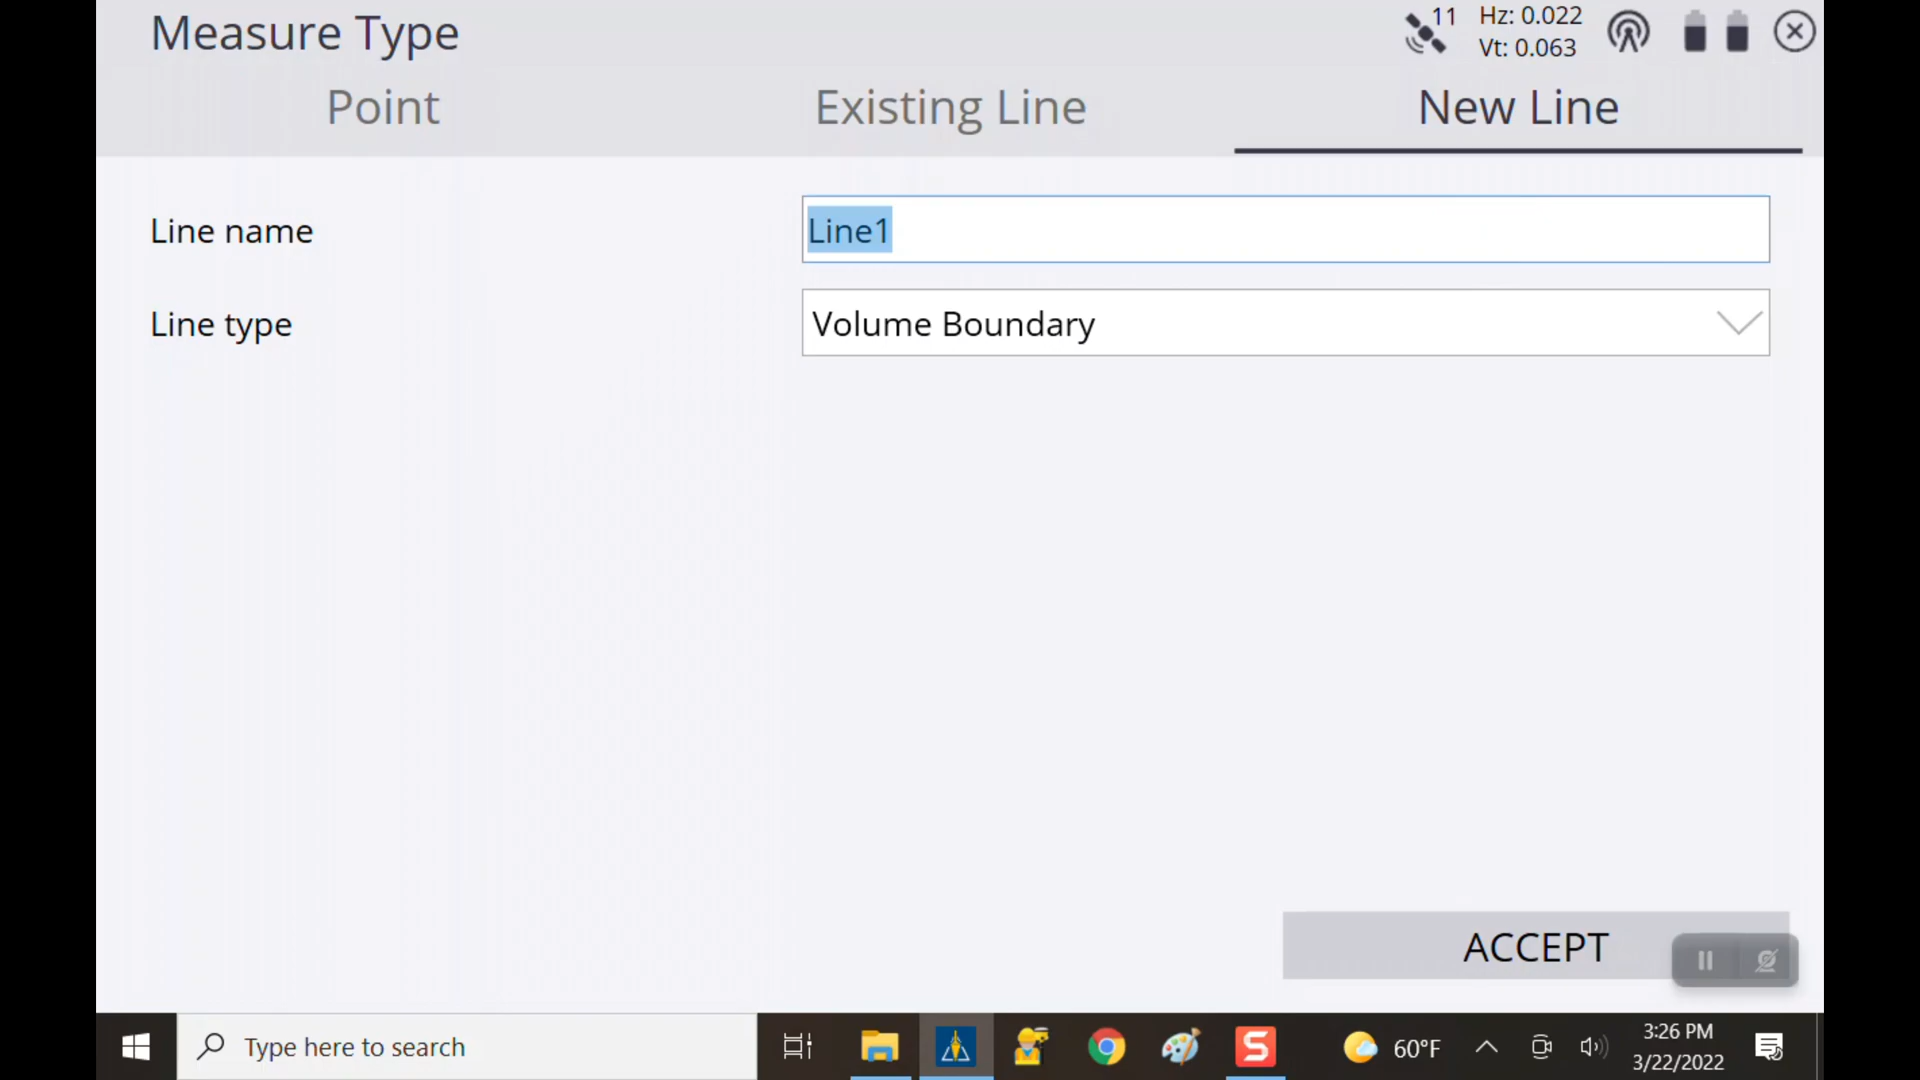 Measure Type
11
Hz: 0.022
Vt: 0.063
Point
Existing Line
New Line
Line name
Line1
Line type
Volume Boundary
ACCEPT
Type here to search
S
60°F
3:26 PM
3/22/2022